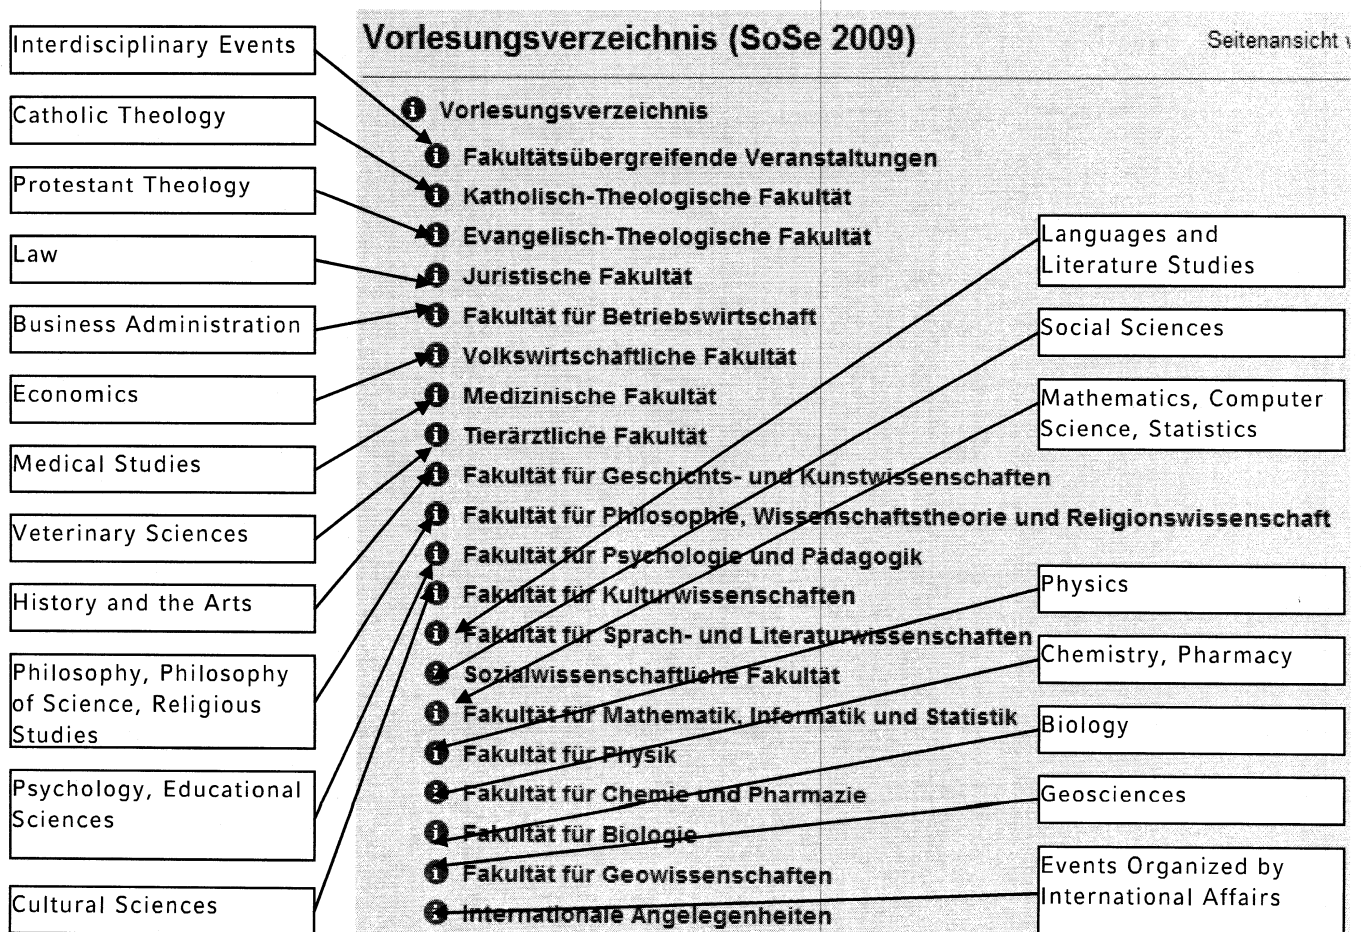 Interdisciplinary Events
Catholic Theology
Protestant Theology
Law
Business Administration
Economics
Medical Studies
Veterinary Sciences
History and the Arts
Philosophy, Philosophy
of Science, Religious
Studies
Psychology, Educational
Sciences
Cultural Sciences
Vorlesungsverzeichnis (SoSe 2009)
Seitenansicht
Vorlesungsverzeichnis
Fakultätsübergreifende Veranstaltungen
Katholisch-Theologische Fakultät
Evangelisch-Theologische Fakultät
Juristische Fakultät
Fakultät für Betriebswirtschaft
Volkswirtschaftliche Fakultät
Medizinische Fakultät
Tierärztliche Fakultät
Fakultät für Geschichts- und Kunstwissenschaften
Fakultät für Philosophie, Wissenschaftstheorie und Religionswissenschaft
Fakultät für Psychologie und Pädagogik
Fakultät für Kulturwissenschaften
Fakultät für Sprach- und Literaturwissenschaften
Sozialwissenschaftliche Fakultät
Fakultät für Mathematik, Informatik und Statistik
Fakultät für Physik
Fakultät für Chemie und Pharmazie
Fakultät für Biologie
Fakultät für Geowissenschaften
Internationale Angelegenheiten
Languages and
Literature Studies
Social Sciences
Mathematics, Computer
Science, Statistics
Physics
Chemistry, Pharmacy
Biology
Geosciences
Events Organized by
International Affairs